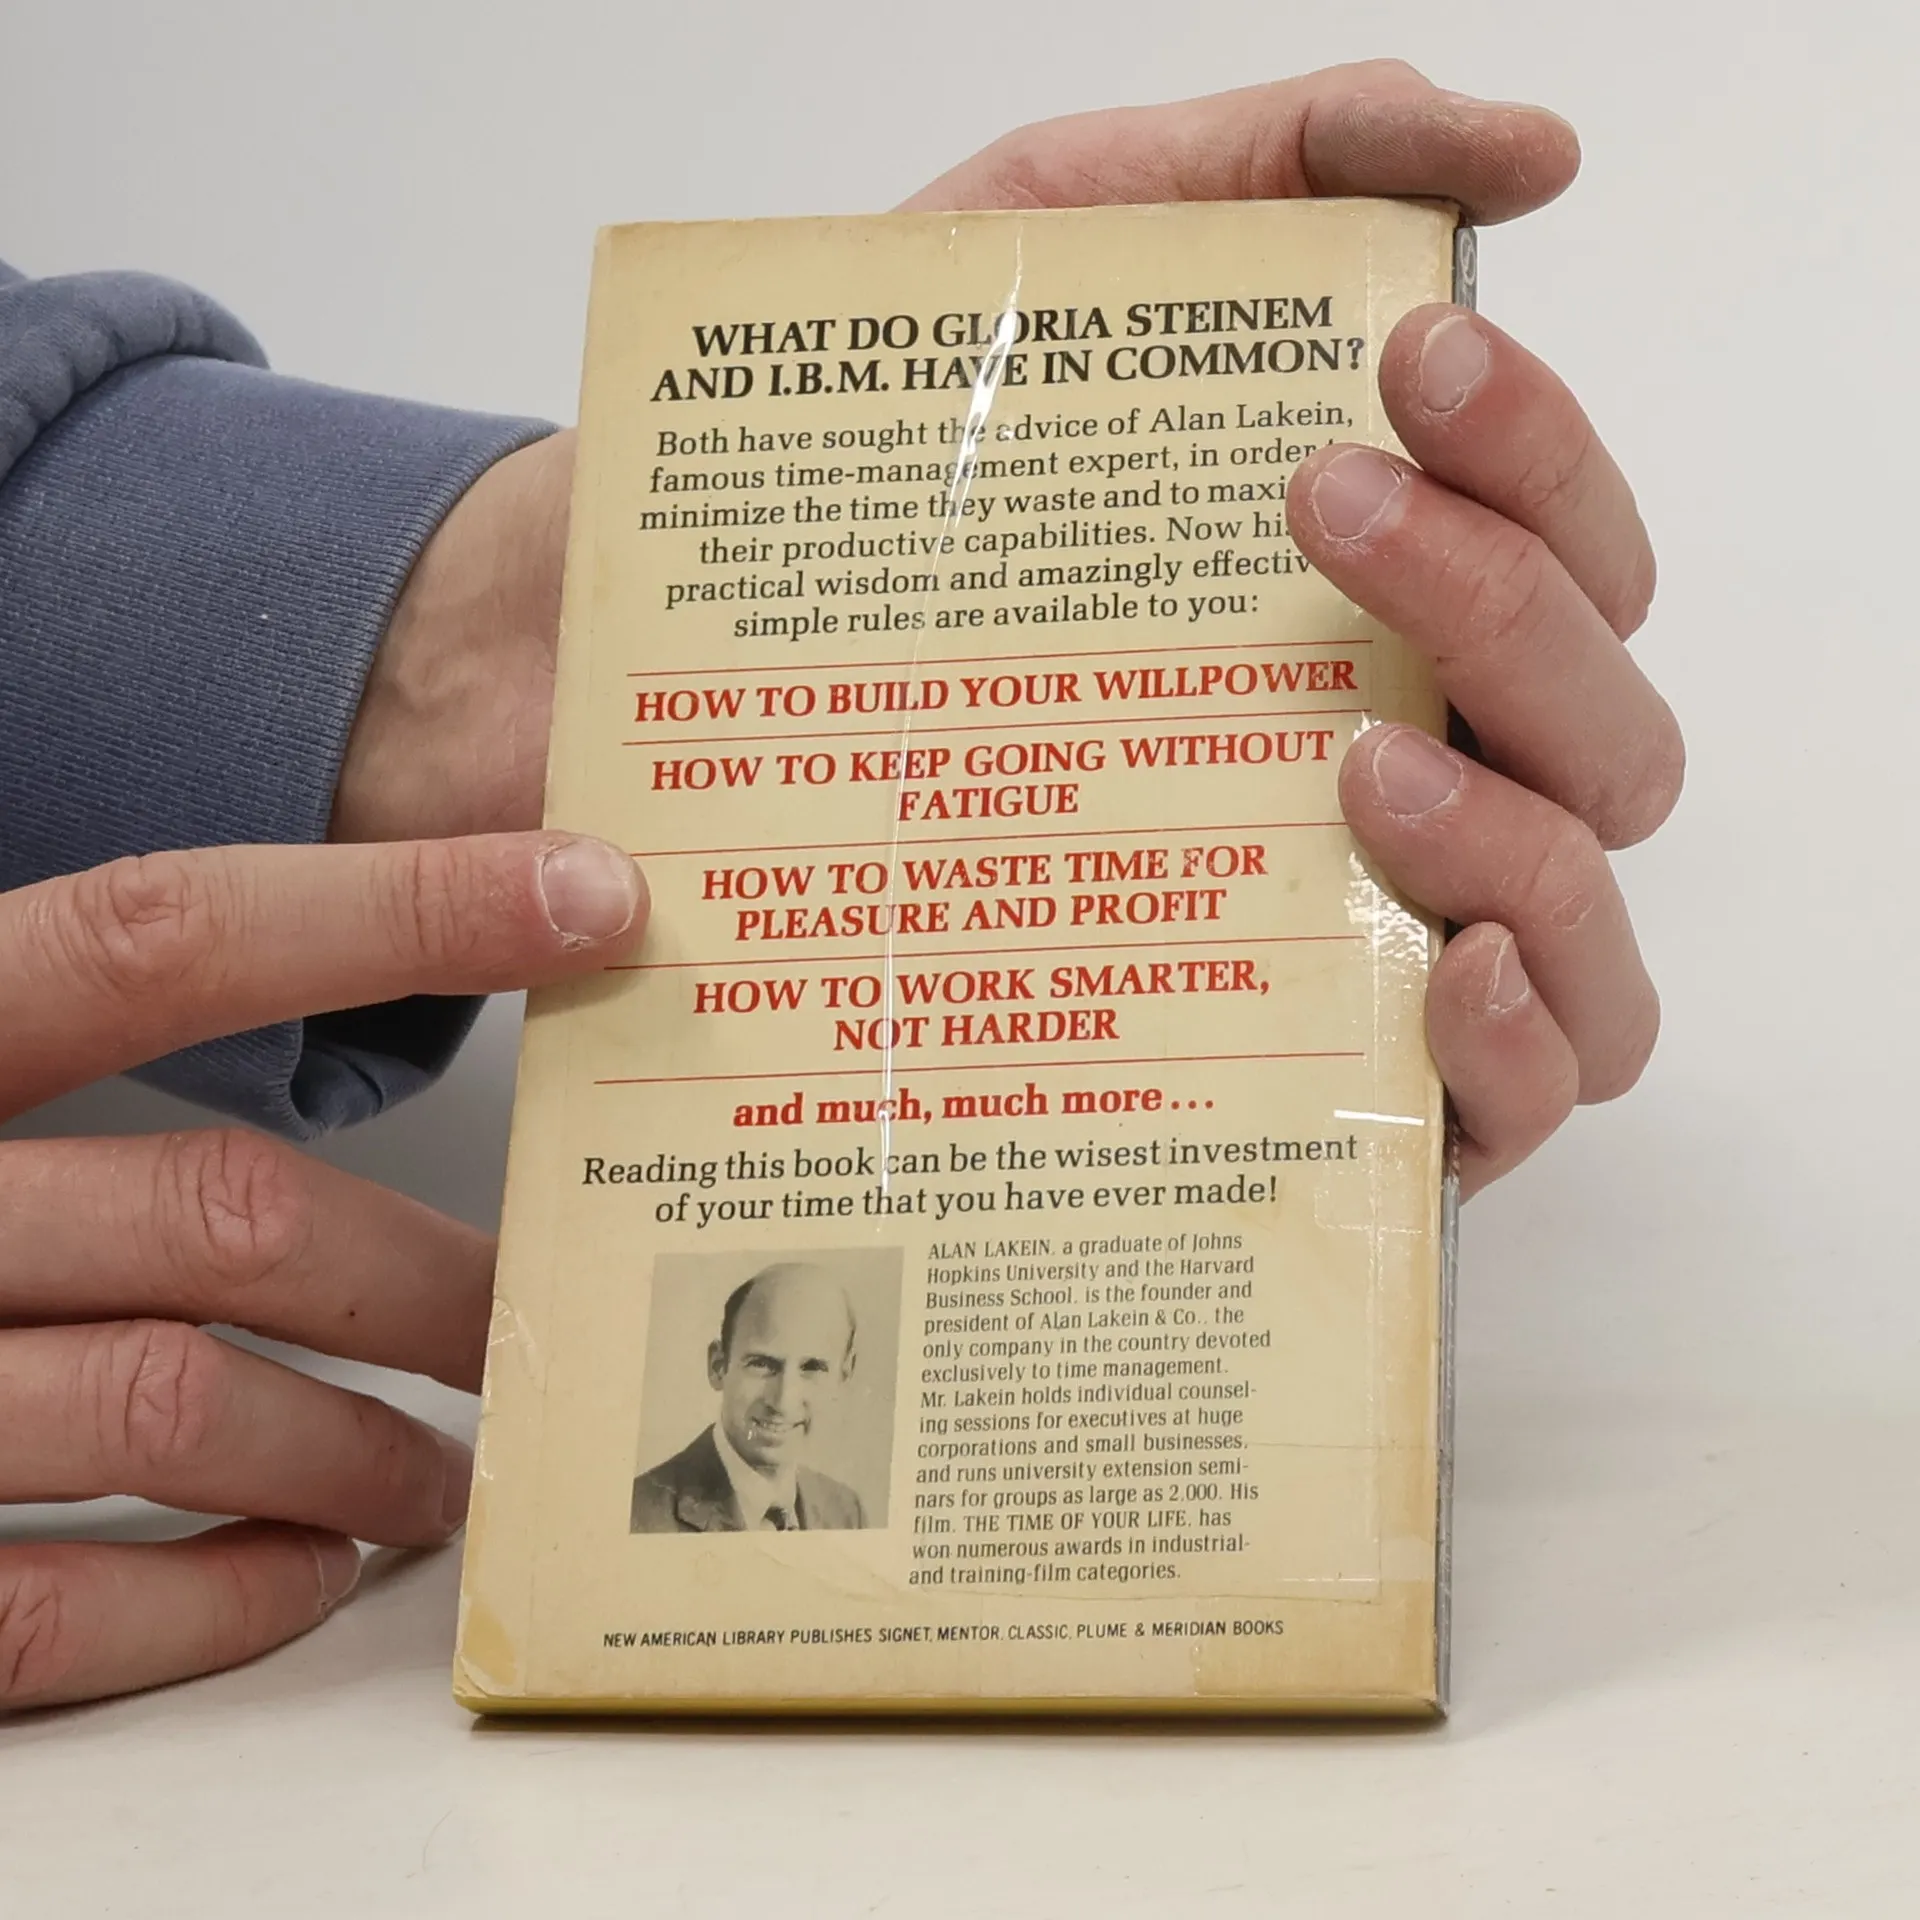 WHAT DO GLORIA STEINEM
AND I.B.M. HAVE IN COMMON?
Both have sought the advice of Alan Lakein,
famous time-management expert, in order
minimize the time they waste and to maxi
their productive capabilities. Now his
practical wisdom and amazingly effectiv
simple rules are available to you:
HOW TO BUILD YOUR WILLPOWER
HOW TO KEEP GOING WITHOUT
FATIGUE
HOW TO WASTE TIME FOR
PLEASURE AND PROFIT
HOW TO WORK SMARTER,
NOT HARDER
and much, much more...
Reading this book can be the wisest investment
of your time that you have ever made!
ALAN LAKEIN, a graduate of Johns
Hopkins University and the Harvard
Business School, is the founder and
president of Alan Lakein & Co., the
only company in the country devoted
exclusively to time management.
Mr. Lakein holds individual counsel-
ing sessions for executives at huge
corporations and small businesses,
and runs university extension semi-
nars for groups as large as 2,000. His
film, THE TIME OF YOUR LIFE, has
won numerous awards in industrial-
and training-film categories.
NEW AMERICAN LIBRARY PUBLISHES SIGNET, MENTOR, CLASSIC, PLUME & MERIDIAN BOOKS